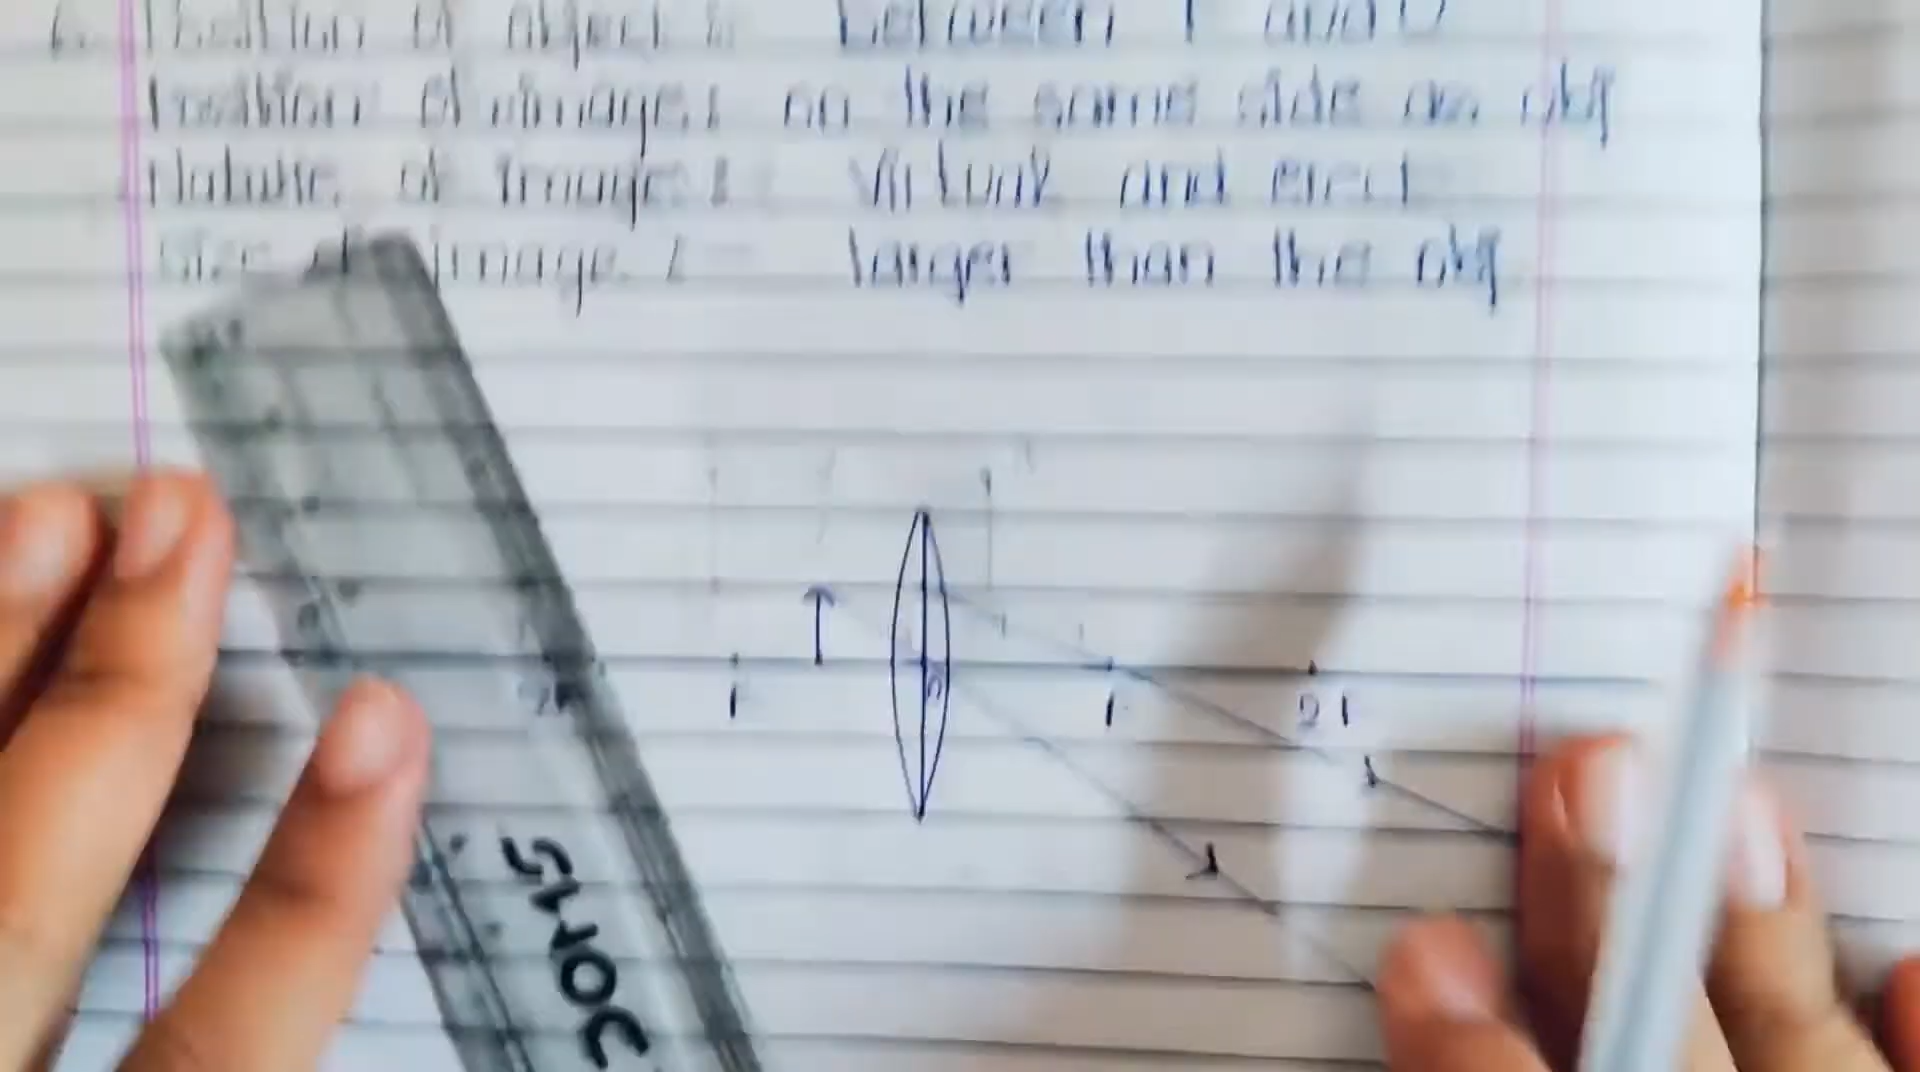 6. Position of object :- between F and O
Position of image :- on the same side as obj
Nature of image :- Virtual and erect
Size of image :- larger than the obj
2F F F 2F